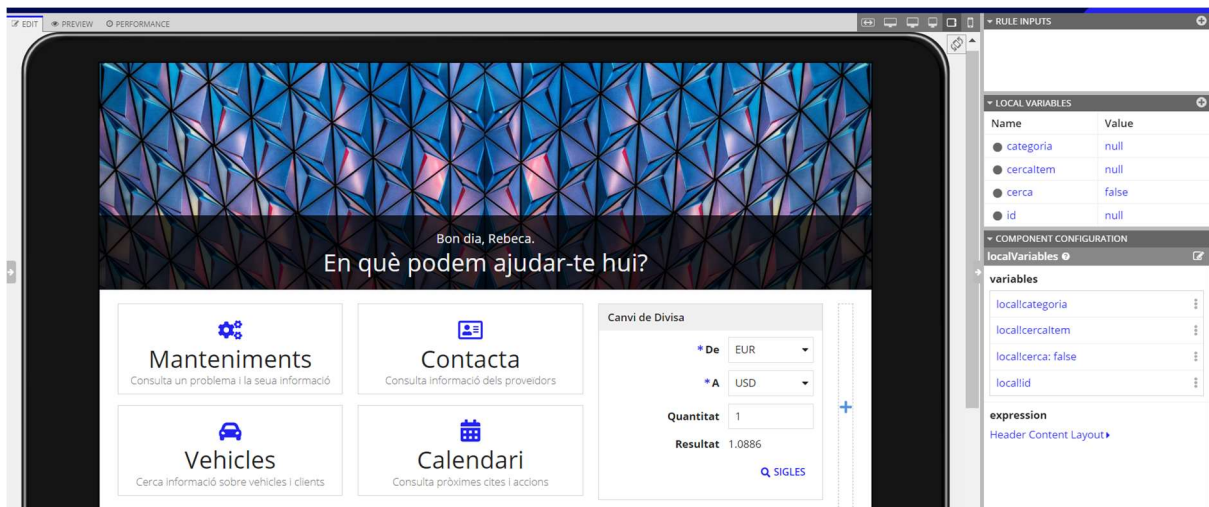 EDIT PREVIEW PERFORMANCE
Bon dia, Rebeca.
En què podem ajudar-te hui?
Manteniments
Consulta un problema i la seua informació
Contacta
Consulta informació dels proveïdors
Vehicles
Cerca informació sobre vehicles i clients
Calendari
Consulta pròximes cites i accions
Canvi de Divisa
*De EUR
*A USD
Quantitat 1
Resultat 1.0886
SIGLES
RULE INPUTS
LOCAL VARIABLES
Name Value
categoria null
cercaItem null
cerca false
id null
COMPONENT CONFIGURATION
localVariables
variables
local!categoria
local!cercaItem
local!cerca: false
local!id
expression
Header Content Layout